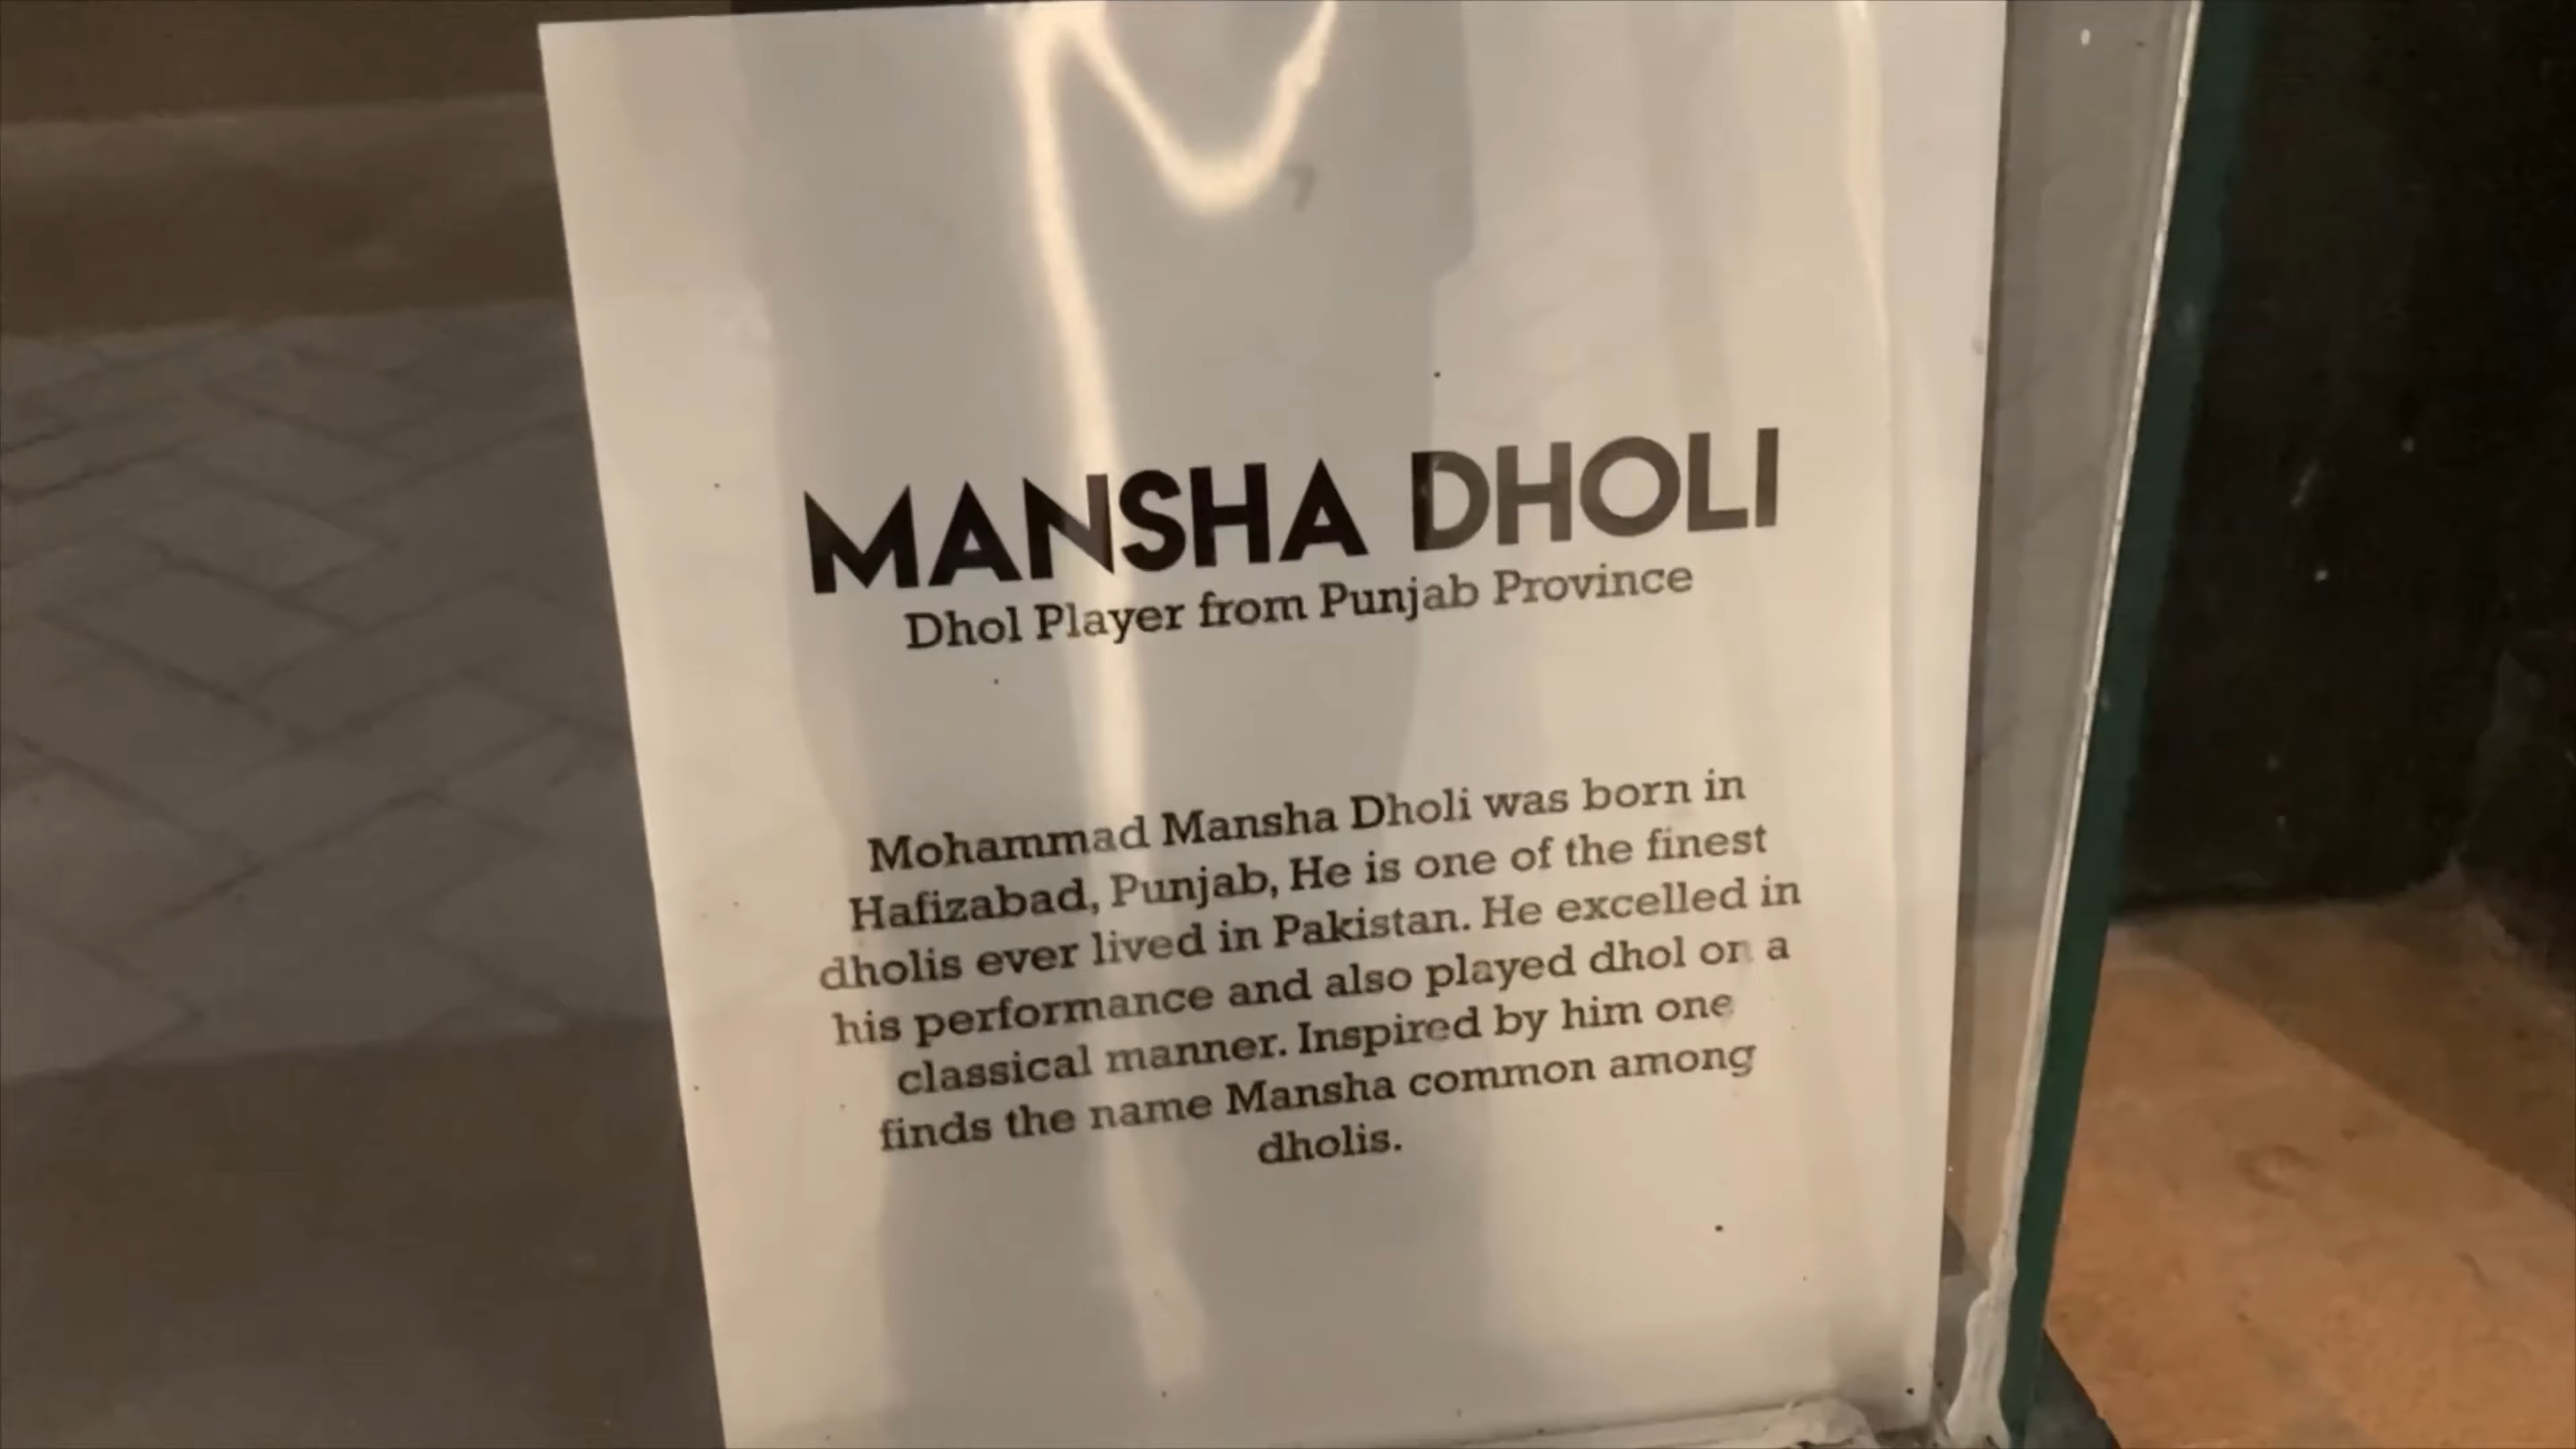 MANSHA DHOLI
Dhol Player from Punjab Province
Mohammad Mansha Dholi was born in
Hafizabad, Punjab, He is one of the finest
dholis ever lived in Pakistan. He excelled in
his performance and also played dhol on a
classical manner. Inspired by him one
finds the name Mansha common among
dholis.